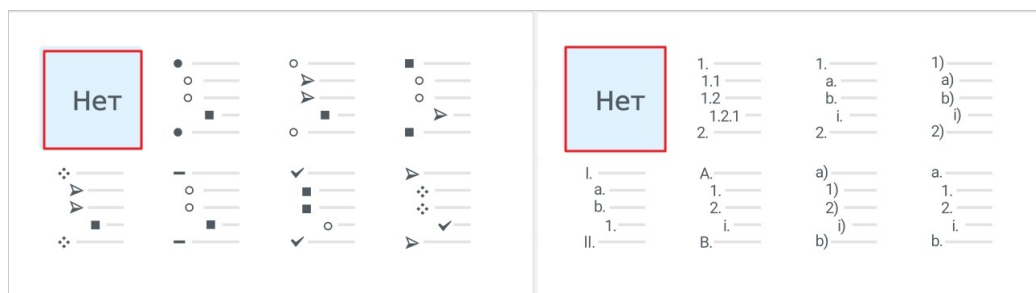 Нет
Нет
1.
1.1
1.2
1.2.1
2.
1.
a.
b.
i.
2.
1)
a)
b)
i)
2)
I.
a.
b.
1.
II.
A.
1.
2.
i.
B.
a)
1)
2)
i)
b)
a.
1.
2.
i.
b.